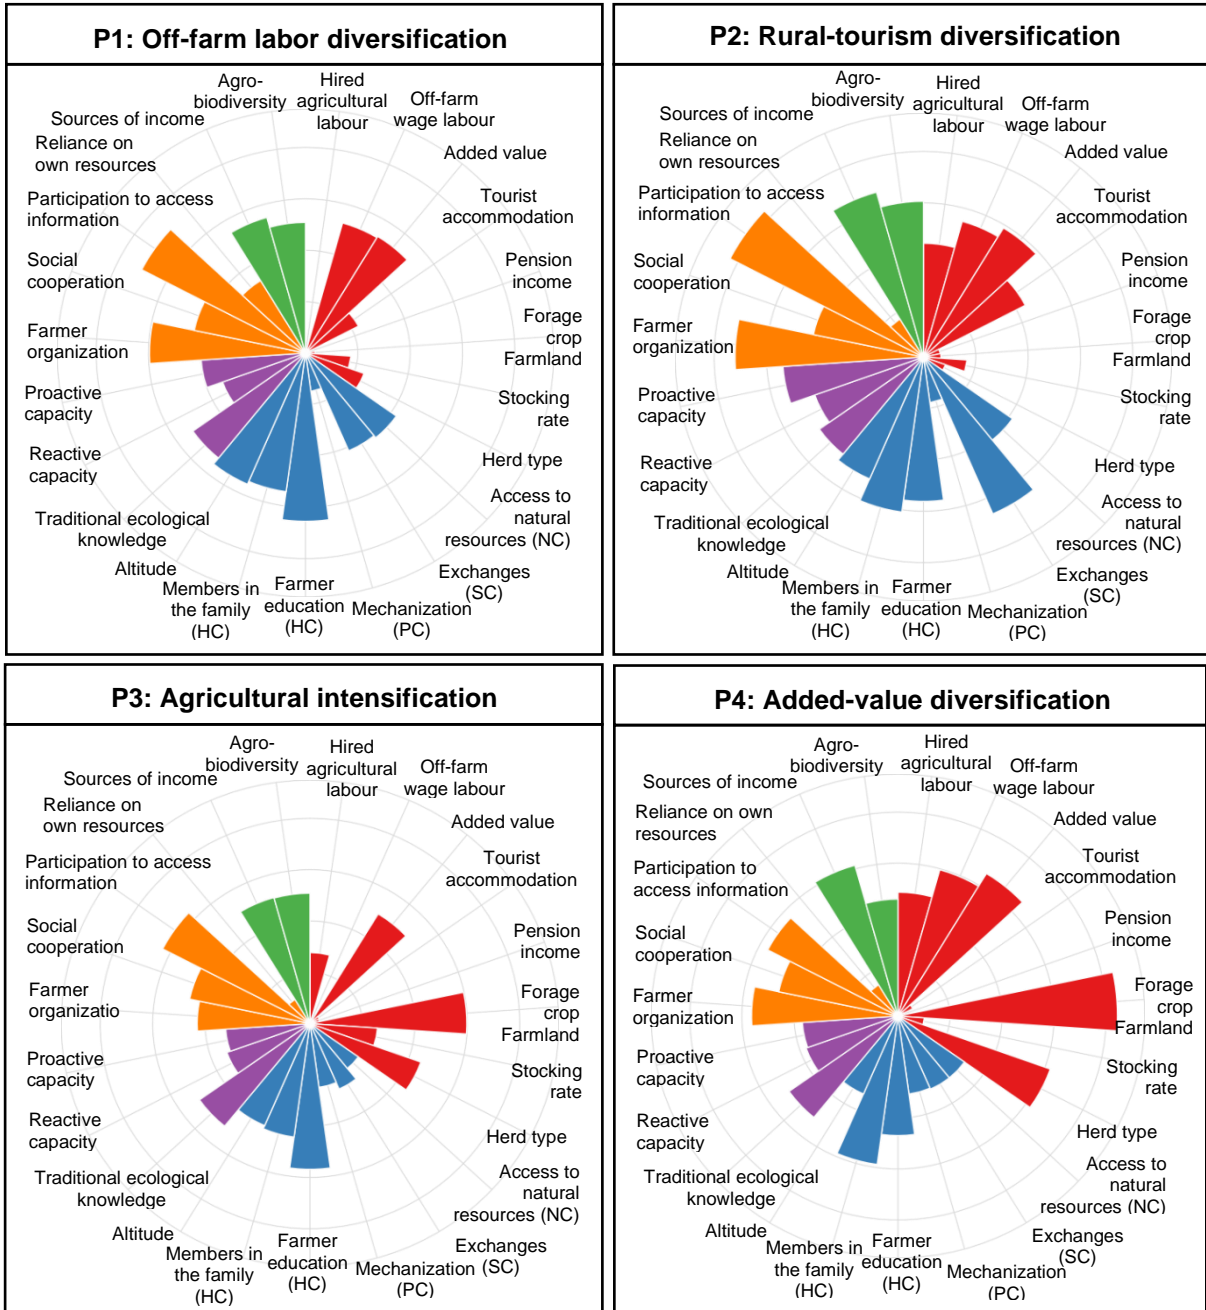 P1: Off-farm labor diversification
Agro-
biodiversity
Hired
agricultural
labour
Off-farm
wage labour
Added value
Tourist
accommodation
Pension
income
Forage
crop
Farmland
Stocking
rate
Herd type
Access to
natural
resources (NC)
Exchanges
(SC)
Mechanization
(PC)
Farmer
education
(HC)
Members in
the family
(HC)
Altitude
Traditional ecological
knowledge
Reactive
capacity
Proactive
capacity
Farmer
organization
Social
cooperation
Participation to access
information
Reliance on
own resources
Sources of income
P2: Rural-tourism diversification
Agro-
biodiversity
Hired
agricultural
labour
Off-farm
wage labour
Added value
Tourist
accommodation
Pension
income
Forage
crop
Farmland
Stocking
rate
Herd type
Access to
natural
resources (NC)
Exchanges
(SC)
Mechanization
(PC)
Farmer
education
(HC)
Members in
the family
(HC)
Altitude
Traditional ecological
knowledge
Reactive
capacity
Proactive
capacity
Farmer
organization
Social
cooperation
Participation to access
information
Reliance on
own resources
Sources of income
P3: Agricultural intensification
Agro-
biodiversity
Hired
agricultural
labour
Off-farm
wage labour
Added value
Tourist
accommodation
Pension
income
Forage
crop
Farmland
Stocking
rate
Herd type
Access to
natural
resources (NC)
Exchanges
(SC)
Mechanization
(PC)
Farmer
education
(HC)
Members in
the family
(HC)
Altitude
Traditional ecological
knowledge
Reactive
capacity
Proactive
capacity
Farmer
organizatio
Social
cooperation
Participation to access
information
Reliance on
own resources
Sources of income
P4: Added-value diversification
Agro-
biodiversity
Hired
agricultural
labour
Off-farm
wage labour
Added value
Tourist
accommodation
Pension
income
Forage
crop
Farmland
Stocking
rate
Herd type
Access to
natural
resources (NC)
Exchanges
(SC)
Mechanization
(PC)
Farmer
education
(HC)
Members in
the family
(HC)
Altitude
Traditional ecological
knowledge
Reactive
capacity
Proactive
capacity
Farmer
organization
Social
cooperation
Participation to
access information
Reliance on own
resources
Sources of income